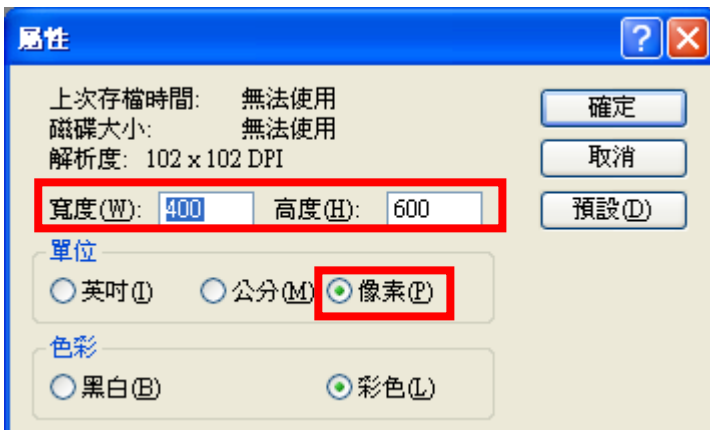 屬性
上次存檔時間: 無法使用
磁碟大小: 無法使用
解析度: 102 x 102 DPI
寬度(W): 400 高度(H): 600
單位
英吋(I) 公分(M) 像素(P)
色彩
黑白(B) 彩色(L)
確定
取消
預設(D)